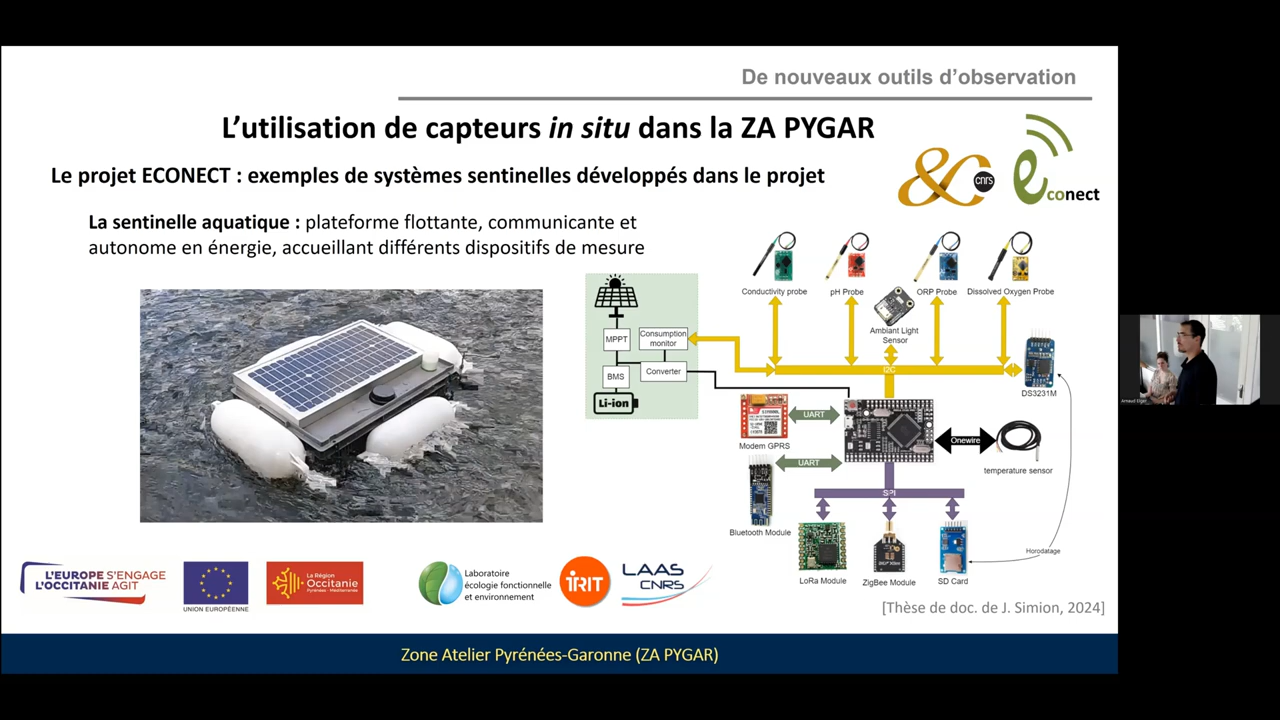 De nouveaux outils d'observation
L'utilisation de capteurs in situ dans la ZA PYGAR
Le projet ECONECT : exemples de systèmes sentinelles développés dans le projet
La sentinelle aquatique : plateforme flottante, communicante et
autonome en énergie, accueillant différents dispositifs de mesure
cnrs
econect
Conductivity probe
pH Probe
ORP Probe
Dissolved Oxygen Probe
Ambiant Light
Sensor
MPPT
Consumption
monitor
BMS
Converter
Li-ion
I2C
DS3231M
UART
Modem GPRS
Onewire
temperature sensor
UART
Bluetooth Module
SPI
LoRa Module
ZigBee Module
SD Card
Horodatage
L'EUROPE S'ENGAGE
L'OCCITANIE AGIT
UNION EUROPÉENNE
La Région
Occitanie
Pyrénées - Méditerranée
Laboratoire
écologie fonctionnelle
et environnement
IRIT
LAAS
CNRS
[Thèse de doc. de J. Simion, 2024]
Zone Atelier Pyrénées-Garonne (ZA PYGAR)